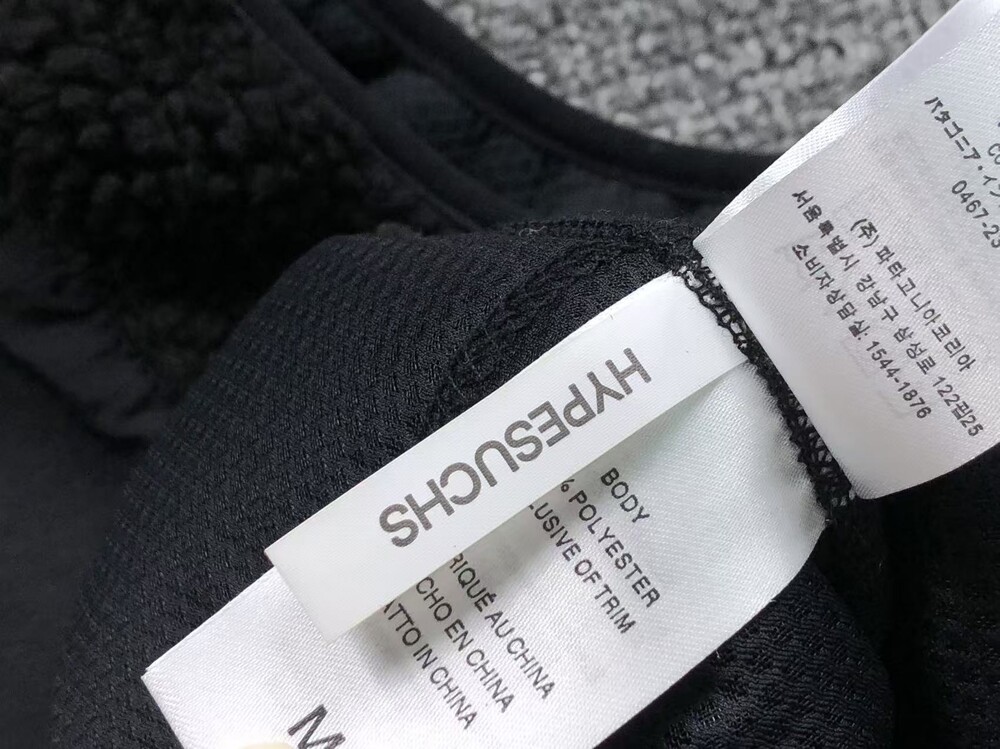 HYPESUCHS
BODY
% POLYESTER
LUSIVE OF TRIM
RIQUÉ AU CHINA
CHO EN CHINA
ATTO IN CHINA
M
パタゴニア・イン
0467-23
(주) 파타고니아코리아
서울특별시 강남구 삼성로 122길25
소비자상담실: 1544-1876